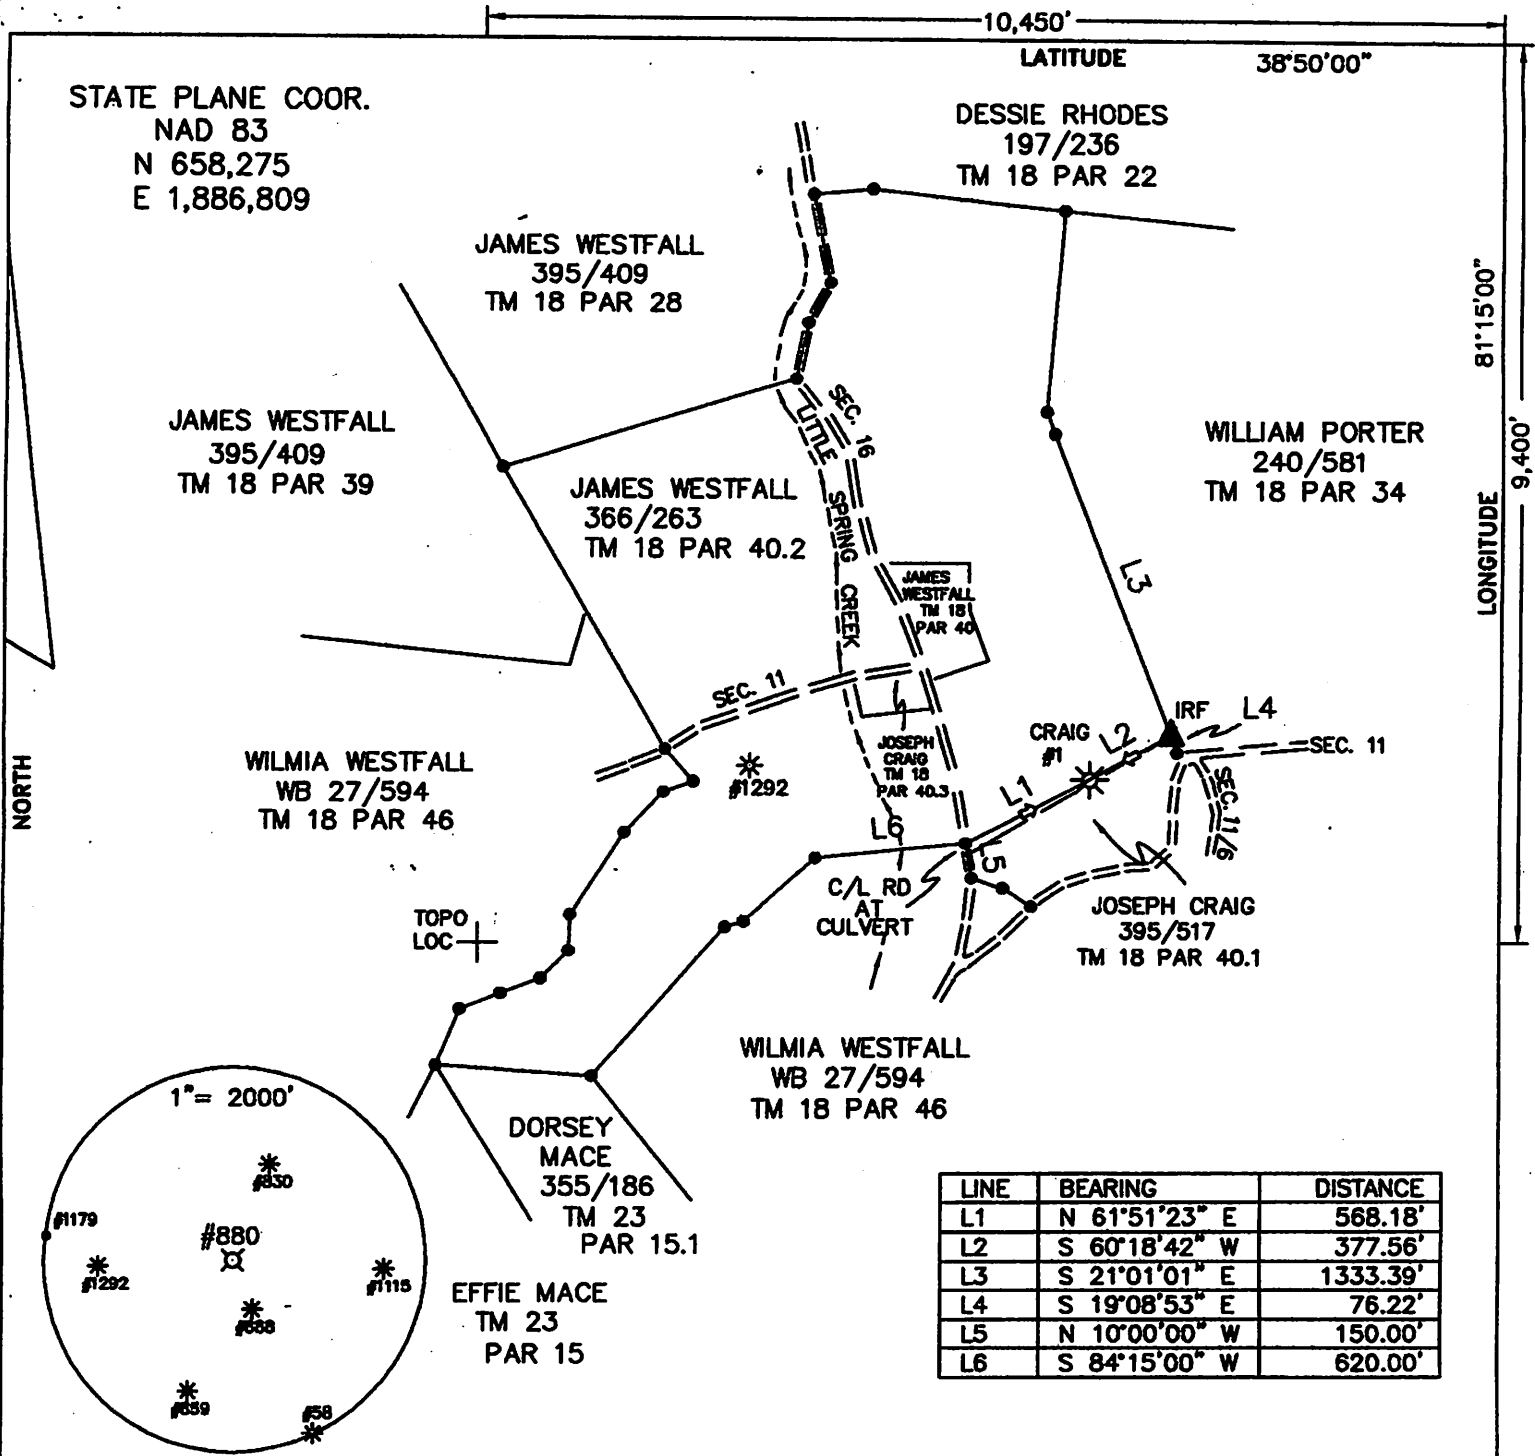 10,450'
LATITUDE 38°50'00"
STATE PLANE COOR.
NAD 83
N 658,275
E 1,886,809
DESSIE RHODES
197/236
TM 18 PAR 22
JAMES WESTFALL
395/409
TM 18 PAR 28
81°15'00"
LONGITUDE
9,400'
JAMES WESTFALL
395/409
TM 18 PAR 39
SEC. 16
LITTLE SPRING CREEK
WILLIAM PORTER
240/581
TM 18 PAR 34
JAMES WESTFALL
366/263
TM 18 PAR 40.2
L3
JAMES
WESTFALL
TM 18
PAR 40
SEC. 11
IRF L4
CRAIG
#1
L2
SEC. 11
SEC. 11/6
JOSEPH
CRAIG
TM 18
PAR 40.3
L1
WILMIA WESTFALL
WB 27/594
TM 18 PAR 46
NORTH
#1292
L6
L5
C/L RD
AT
CULVERT
JOSEPH CRAIG
395/517
TM 18 PAR 40.1
TOPO
LOC
WILMIA WESTFALL
WB 27/594
TM 18 PAR 46
1"= 2000'
#830
#1179
#880
#1292
#1115
#888
#859
#58
DORSEY
MACE
355/186
TM 23
PAR 15.1
EFFIE MACE
TM 23
PAR 15
LINE BEARING DISTANCE
L1 N 61°51'23" E 568.18'
L2 S 60°18'42" W 377.56'
L3 S 21°01'01" E 1333.39'
L4 S 19°08'53" E 76.22'
L5 N 10°00'00" W 150.00'
L6 S 84°15'00" W 620.00'